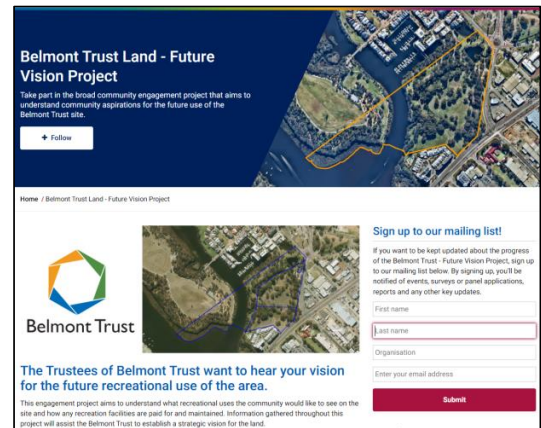 Belmont Trust Land - Future
Vision Project
Take part in the broad community engagement project that aims to
understand community aspirations for the future use of the
Belmont Trust site.
+ Follow
Home / Belmont Trust Land - Future Vision Project
Belmont Trust
The Trustees of Belmont Trust want to hear your vision
for the future recreational use of the area.
This engagement project aims to understand what recreational uses the community would like to see on the
site and how any recreation facilities are paid for and maintained. Information gathered throughout this
project will assist the Belmont Trust to establish a strategic vision for the land.
Sign up to our mailing list!
If you want to be kept updated about the progress
of the Belmont Trust - Future Vision Project, sign up
to our mailing list below. By signing up, you'll be
notified of events, surveys or panel applications,
reports and any other key updates.
First name
Last name
Organisation
Enter your email address
Submit